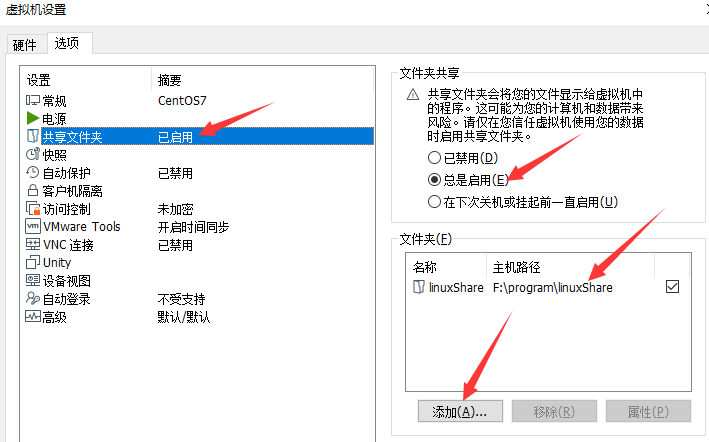 虚拟机设置
硬件 选项
设置 摘要
常规 CentOS7
电源
共享文件夹 已启用
快照
自动保护 已禁用
客户机隔离
访问控制 未加密
VMware Tools 开启时间同步
VNC 连接 已禁用
Unity
设备视图
自动登录 不受支持
高级 默认/默认
文件夹共享
共享文件夹会将您的文件显示给虚拟机中
的程序。这可能为您的计算机和数据带来
风险。请仅在您信任虚拟机使用您的数据
时启用共享文件夹。
已禁用(D)
总是启用(E)
在下次关机或挂起前一直启用(U)
文件夹(F)
名称 主机路径
linuxShare F:\program\linuxShare
添加(A)... 移除(R) 属性(P)